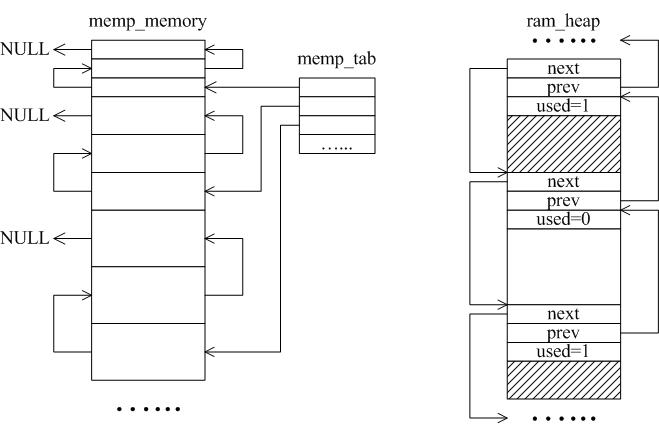 memp_memory
NULL
NULL
NULL
......
memp_tab
......
ram_heap
......
next
prev
used=1
next
prev
used=0
next
prev
used=1
......